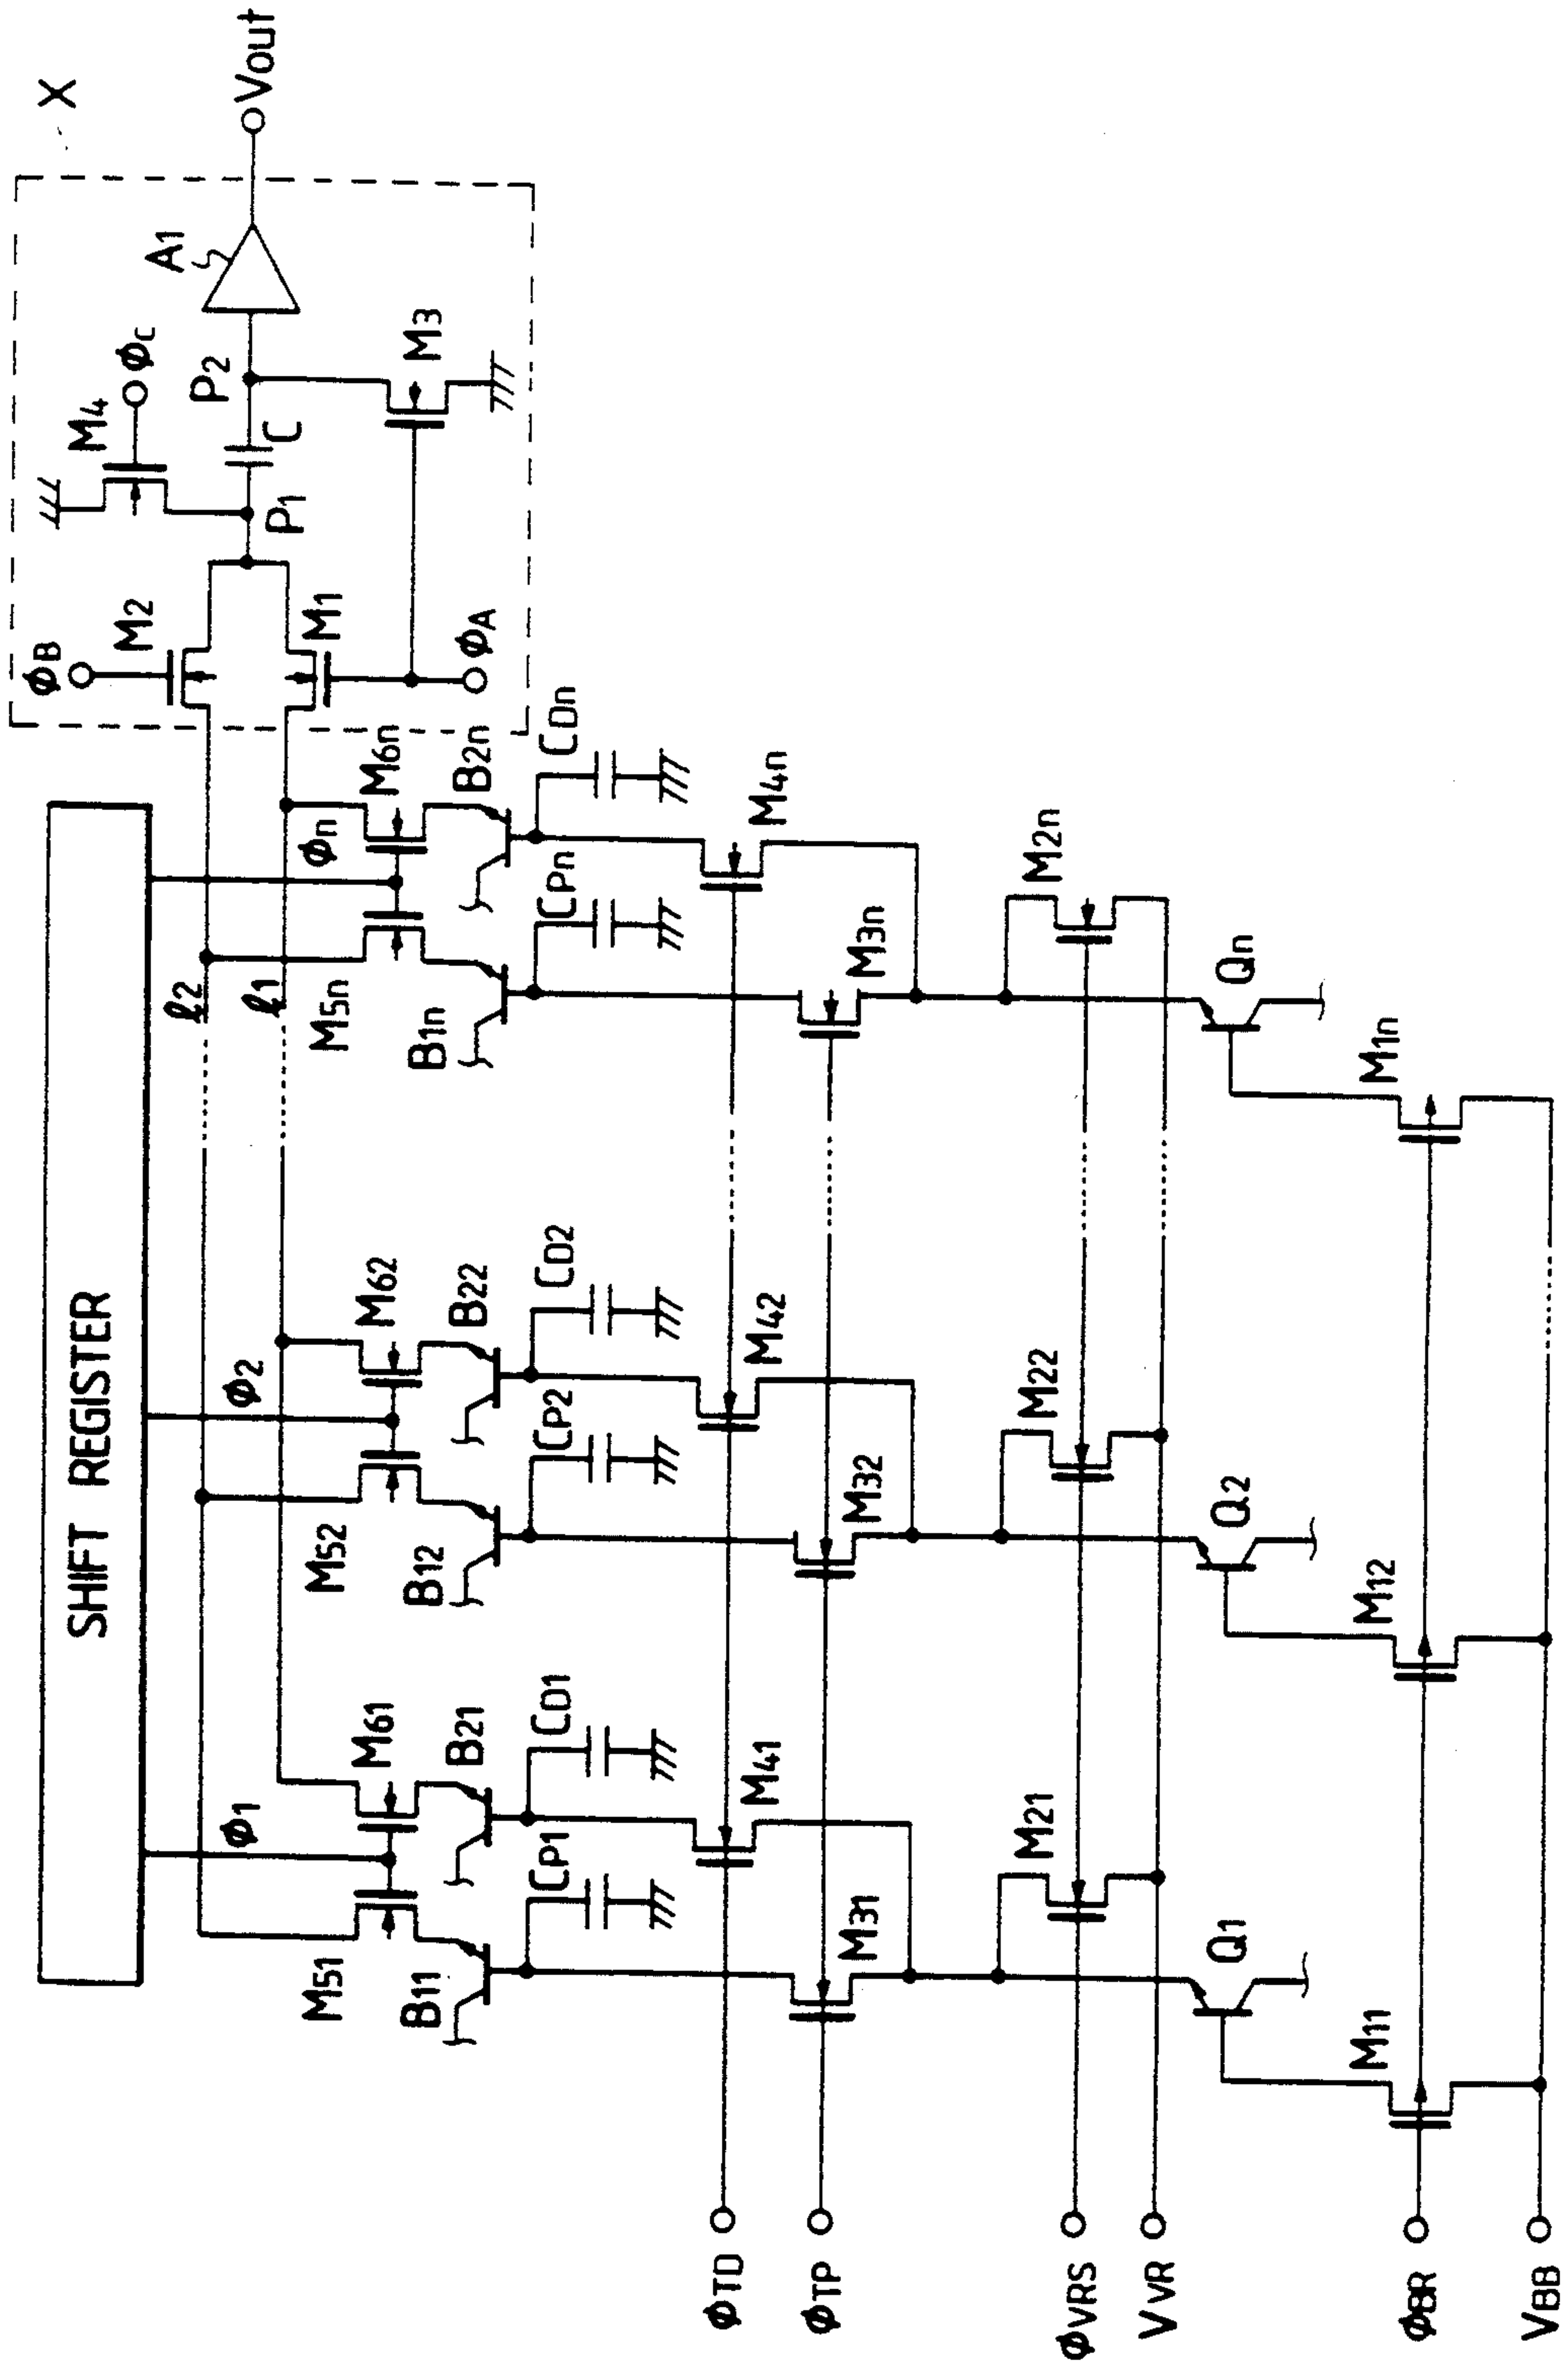 X
SHIFT REGISTER
ϕB
M2
M4
ϕC
A1
Vout
P1
C
P2
M1
M3
ϕA
ℓ2
ℓ1
ϕ1
ϕ2
ϕn
M51
M61
M52
M62
M5n
M6n
B11
B21
B12
B22
B1n
B2n
CP1
CD1
CP2
CD2
CPn
CDn
ϕTD
M41
M42
M4n
ϕTP
M31
M32
M3n
ϕVRS
M21
M22
M2n
VVR
Q1
Q2
Qn
ϕBR
M11
M12
M1n
VBB